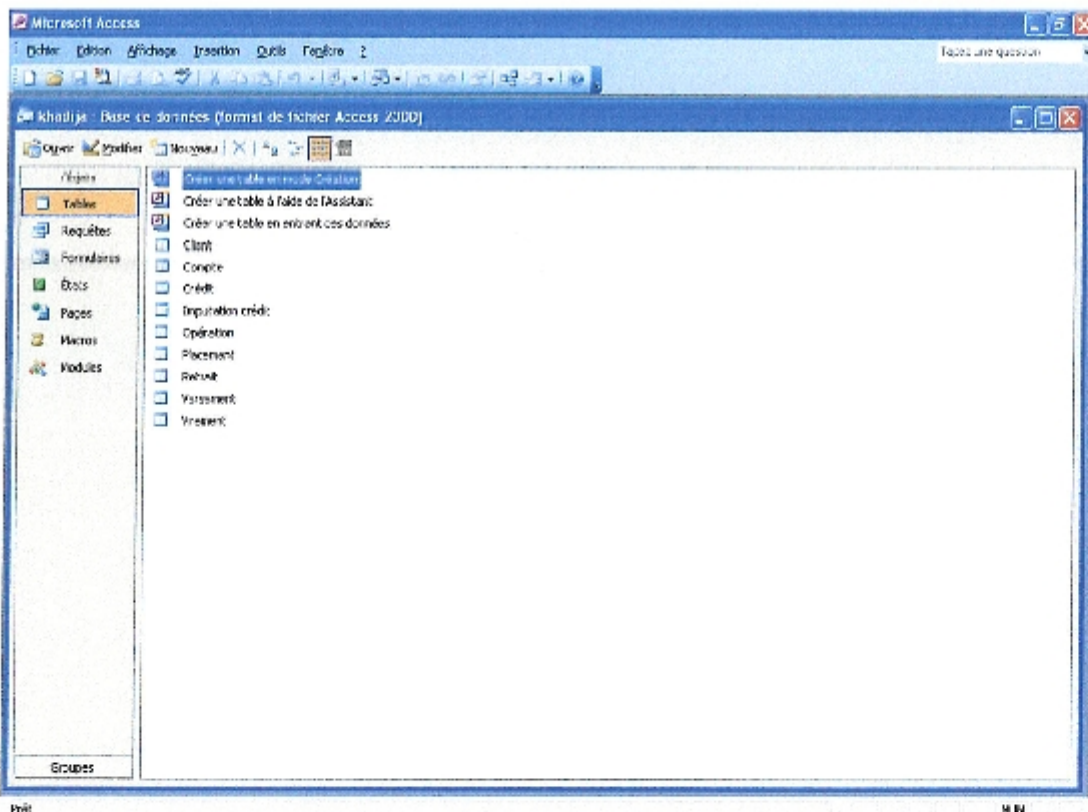 Microsoft Access
Fichier Edition Affichage Insertion Outils Fenêtre ?
Tapez une question
khadija : Base de données (format de fichier Access 2000)
Ouvrir Modifier Nouveau
Objets
Tables
Requêtes
Formulaires
États
Pages
Macros
Modules
Groupes
Créer une table en mode Création
Créer une table à l'aide de l'Assistant
Créer une table en entrant des données
Client
Compte
Crédit
Imputation crédit
Opération
Placement
Retrait
Versement
Virement
Prêt
NUM